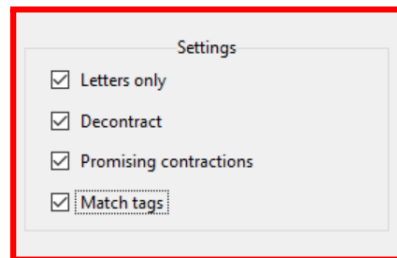 Settings
Letters only
Decontract
Promising contractions
Match tags